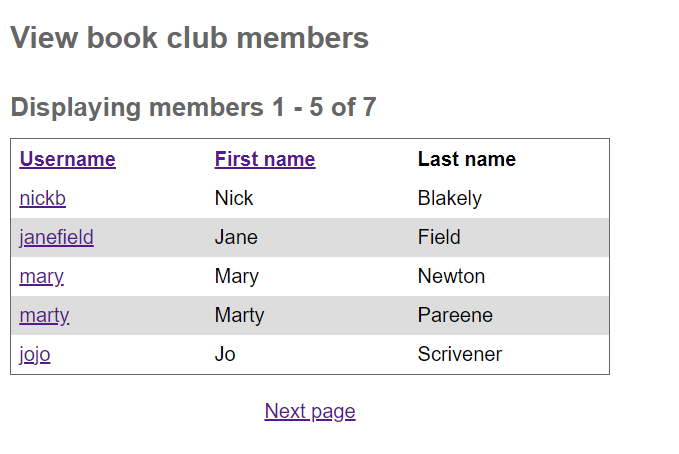 View book club members
Displaying members 1 - 5 of 7
Username First name Last name
nickb Nick Blakely
janefield Jane Field
mary Mary Newton
marty Marty Pareene
jojo Jo Scrivener
Next page